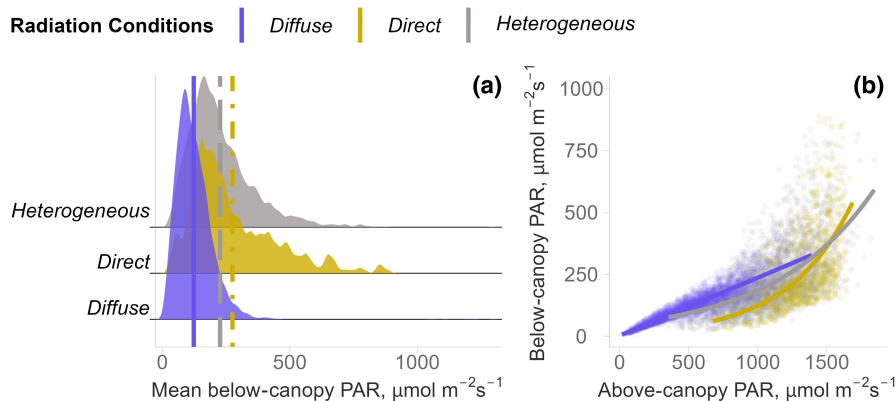 Radiation Conditions Diffuse Direct Heterogeneous
(a)
Heterogeneous
Direct
Diffuse
0 500 1000
Mean below-canopy PAR, μmol m⁻²s⁻¹
(b)
Below-canopy PAR, μmol m⁻²s⁻¹
1000
750
500
250
0
0 500 1000 1500
Above-canopy PAR, μmol m⁻²s⁻¹